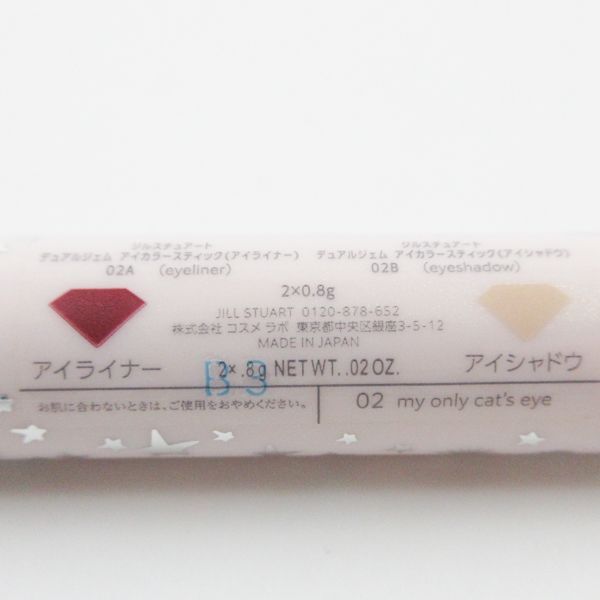 ジルスチュアート
デュアルジェム アイカラースティック(アイライナー)
02A (eyeliner)
ジルスチュアート
デュアルジェム アイカラースティック(アイシャドウ)
02B (eyeshadow)
2×0.8g
JILL STUART 0120-878-652
株式会社 コスメ ラボ 東京都中央区銀座3-5-12
MADE IN JAPAN
アイライナー
2×.8g NET WT. .02 OZ.
アイシャドウ
B3
お肌に合わないときは、ご使用をおやめください。
02 my only cat's eye